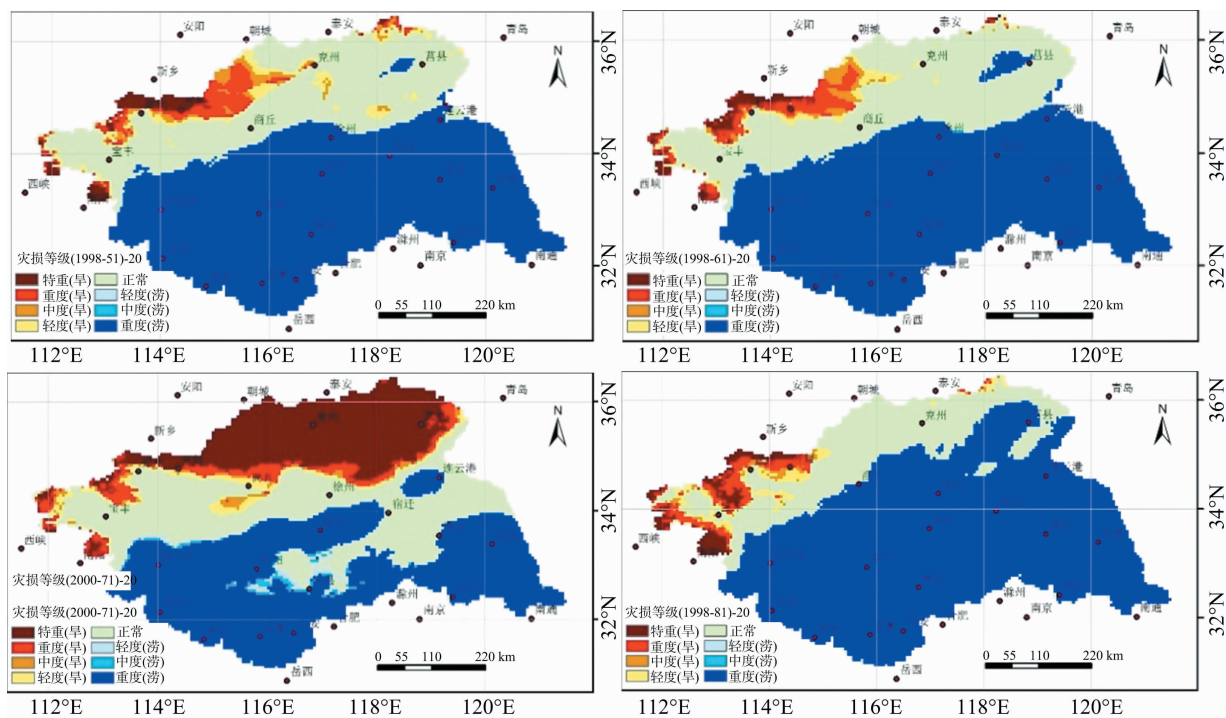 安阳
朝城
泰安
青岛
新乡
兖州
莒县
N
商丘
宝丰
西峡
滁州
南京
南通
岳西
灾损等级(1998-51)-20
特重(旱) 正常
重度(旱) 轻度(涝)
中度(旱) 中度(涝)
轻度(旱) 重度(涝)
0 55 110 220 km
112°E 114°E 116°E 118°E 120°E
36°N
34°N
32°N
安阳
朝城
泰安
青岛
新乡
兖州
莒县
N
商丘
宝丰
西峡
滁州
南京
南通
岳西
灾损等级(1998-61)-20
特重(旱) 正常
重度(旱) 轻度(涝)
中度(旱) 中度(涝)
轻度(旱) 重度(涝)
0 55 110 220 km
112°E 114°E 116°E 118°E 120°E
36°N
34°N
32°N
安阳
朝城
泰安
青岛
新乡
N
徐州
宿迁
西峡
滁州
南京
南通
岳西
灾损等级(2000-71)-20
灾损等级(2000-71)-20
特重(旱) 正常
重度(旱) 轻度(涝)
中度(旱) 中度(涝)
轻度(旱) 重度(涝)
0 55 110 220 km
112°E 114°E 116°E 118°E 120°E
36°N
34°N
32°N
安阳
朝城
泰安
青岛
新乡
兖州
N
西峡
滁州
南京
南通
岳西
灾损等级(1998-81)-20
特重(旱) 正常
重度(旱) 轻度(涝)
中度(旱) 中度(涝)
轻度(旱) 重度(涝)
0 55 110 220 km
112°E 114°E 116°E 118°E 120°E
36°N
34°N
32°N